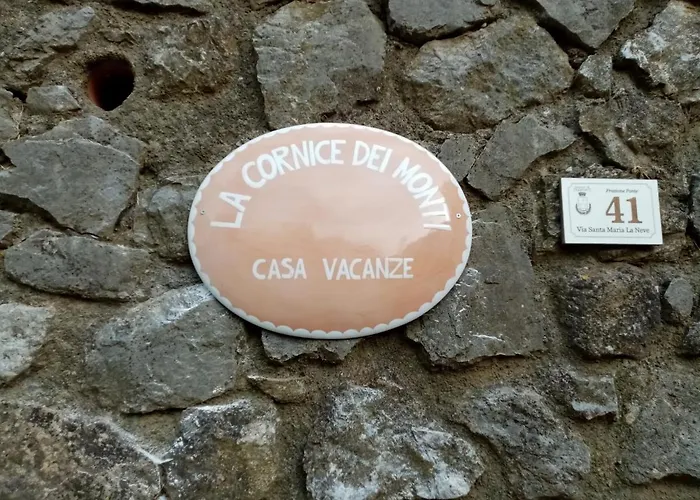 LA CORNICE DEI MONTI
CASA VACANZE
41
Via Santa Maria La Nove